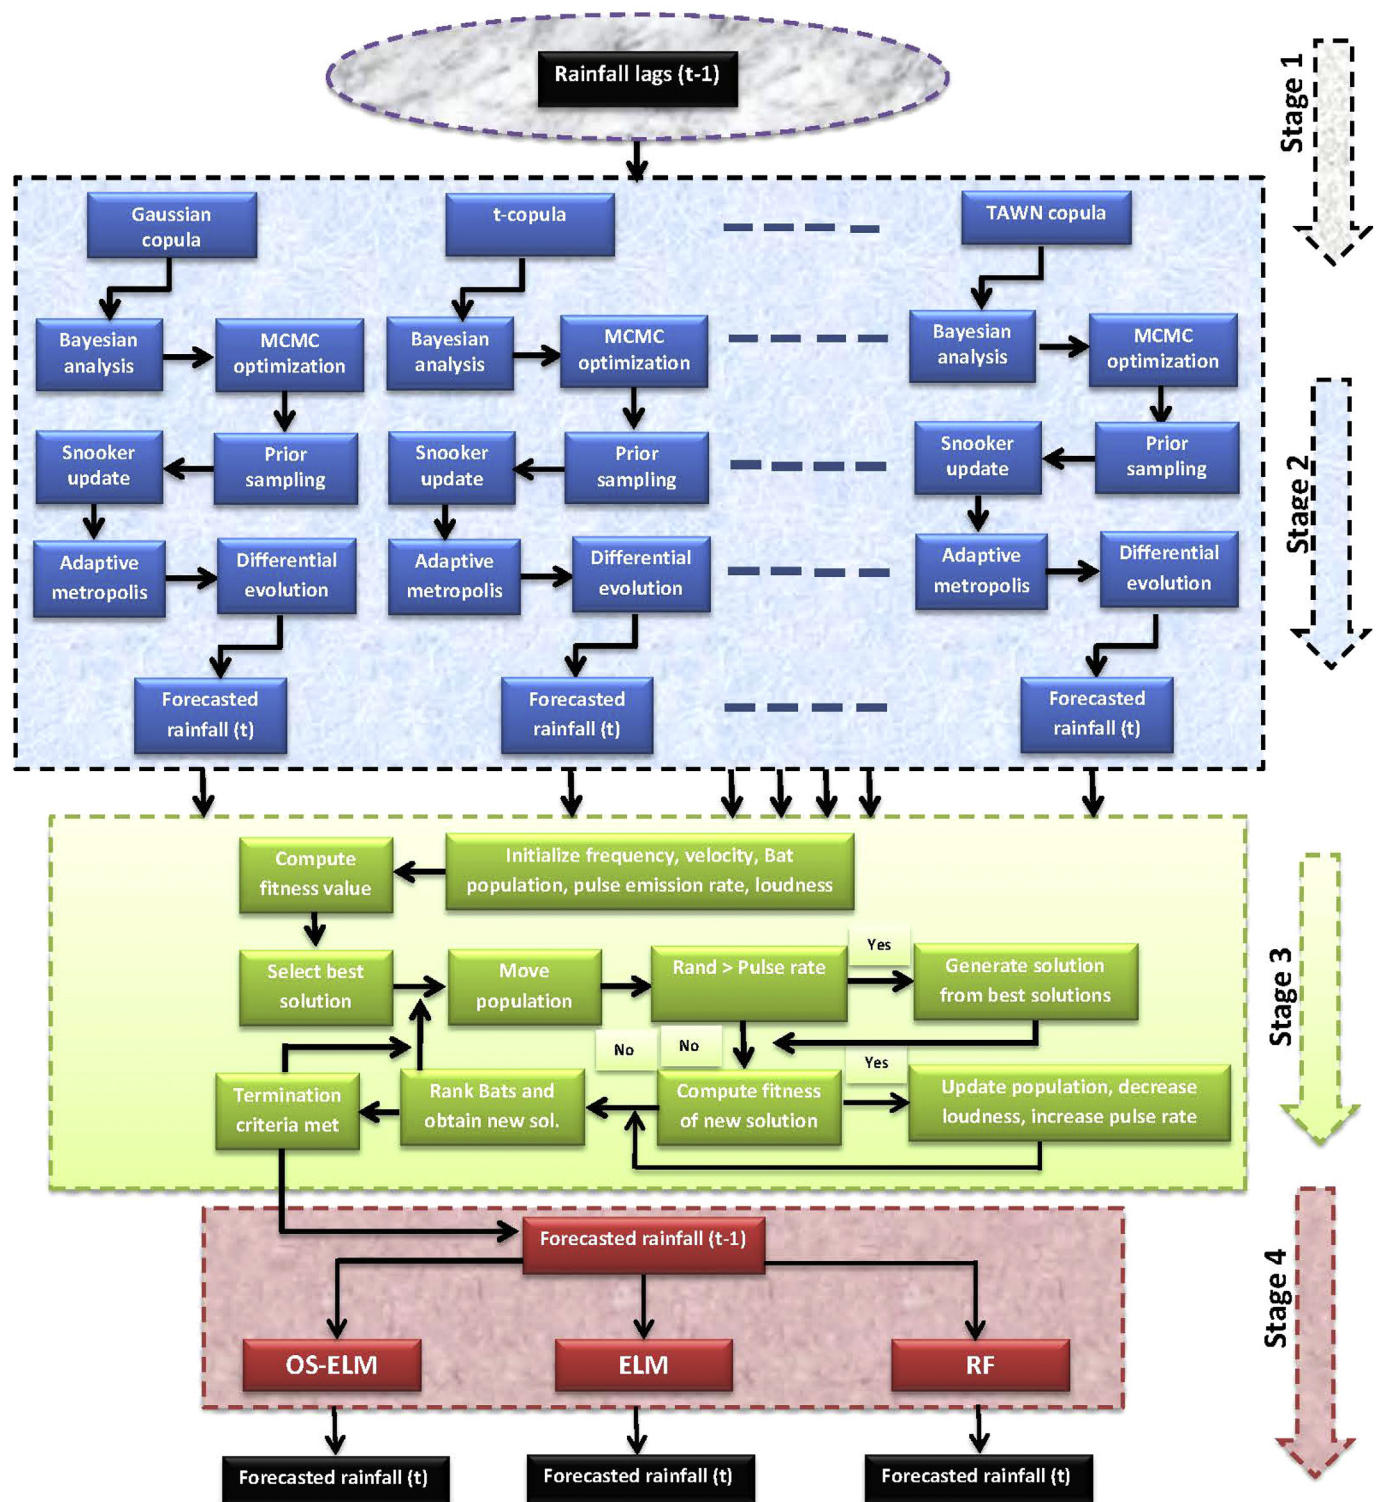 Rainfall lags (t-1)
Stage 1
Gaussian
copula
t-copula
TAWN copula
Bayesian
analysis
MCMC
optimization
Bayesian
analysis
MCMC
optimization
Bayesian
analysis
MCMC
optimization
Snooker
update
Prior
sampling
Snooker
update
Prior
sampling
Snooker
update
Prior
sampling
Stage 2
Adaptive
metropolis
Differential
evolution
Adaptive
metropolis
Differential
evolution
Adaptive
metropolis
Differential
evolution
Forecasted
rainfall (t)
Forecasted
rainfall (t)
Forecasted
rainfall (t)
Compute
fitness value
Initialize frequency, velocity, Bat
population, pulse emission rate, loudness
Select best
solution
Move
population
Rand > Pulse rate
Yes
Generate solution
from best solutions
Stage 3
No
No
Yes
Termination
criteria met
Rank Bats and
obtain new sol.
Compute fitness
of new solution
Update population, decrease
loudness, increase pulse rate
Forecasted rainfall (t-1)
Stage 4
OS-ELM
ELM
RF
Forecasted rainfall (t)
Forecasted rainfall (t)
Forecasted rainfall (t)